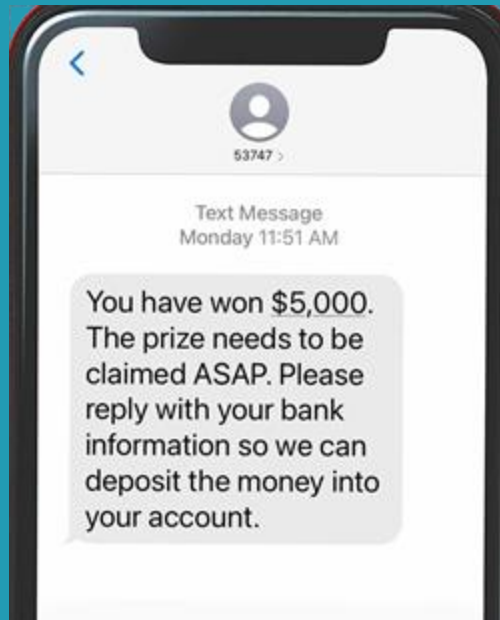 53747 >
Text Message
Monday 11:51 AM
You have won $5,000.
The prize needs to be
claimed ASAP. Please
reply with your bank
information so we can
deposit the money into
your account.